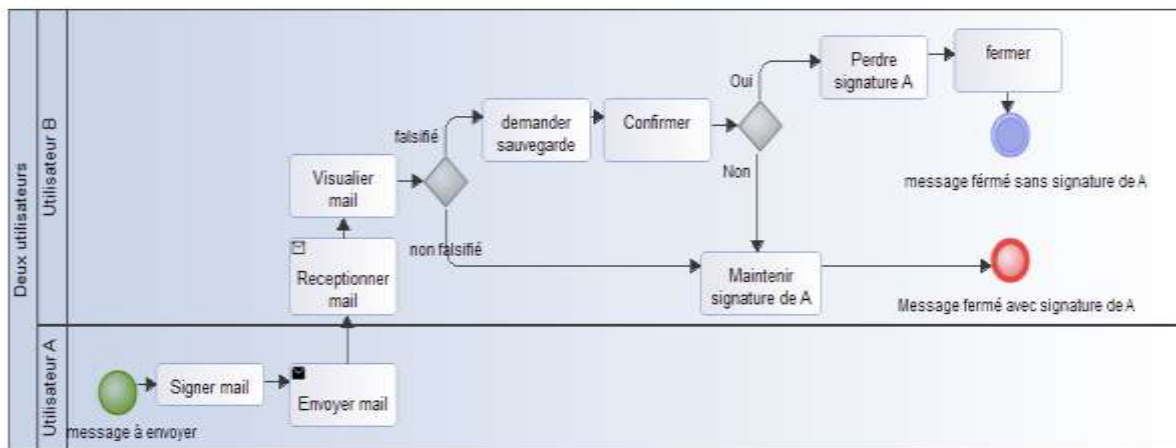 Deux utilisateurs
Utilisateur B
Utilisateur A
message à envoyer
Signer mail
Envoyer mail
Receptionner
mail
Visualier
mail
falsifié
non falsifié
demander
sauvegarde
Confirmer
Oui
Non
Perdre
signature A
fermer
message férmé sans signature de A
Maintenir
signature de A
Message fermé avec signature de A